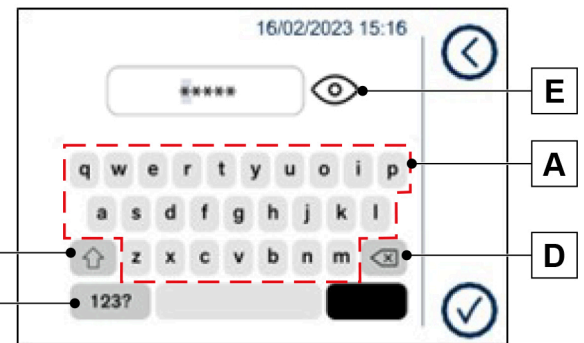 16/02/2023 15:16
*****
E
q w e r t y u o i p
A
a s d f g h j k l
z x c v b n m
D
123?